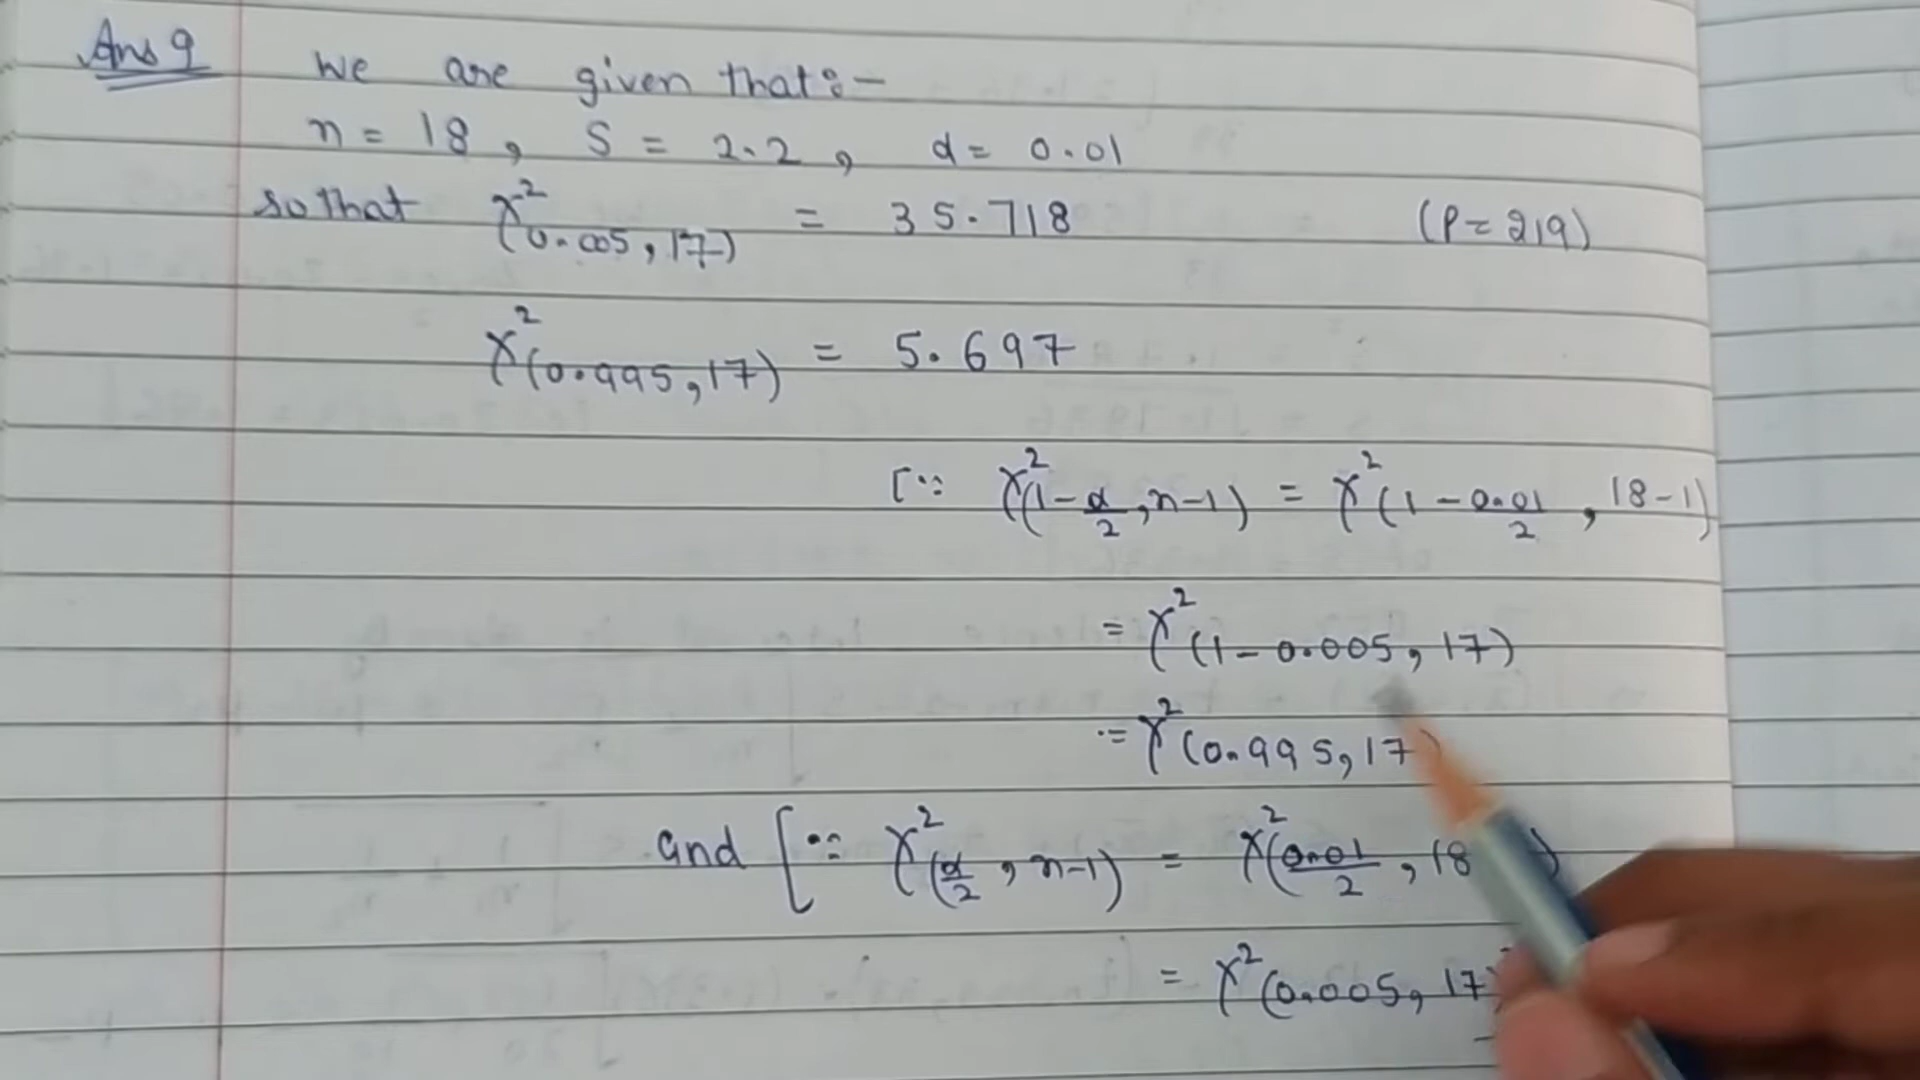 Ans 9 We are given that:-
n = 18, S = 2.2, α = 0.01
so that χ²(0.005, 17) = 35.718 (P = 219)
χ²(0.995, 17) = 5.697
[∵ χ²(1-α/2, n-1) = χ²(1-0.01/2, 18-1)
= χ²(1-0.005, 17)
= χ²(0.995, 17)
and [∵ χ²(α/2, n-1) = χ²(0.01/2, 18 )
= χ²(0.005, 17)